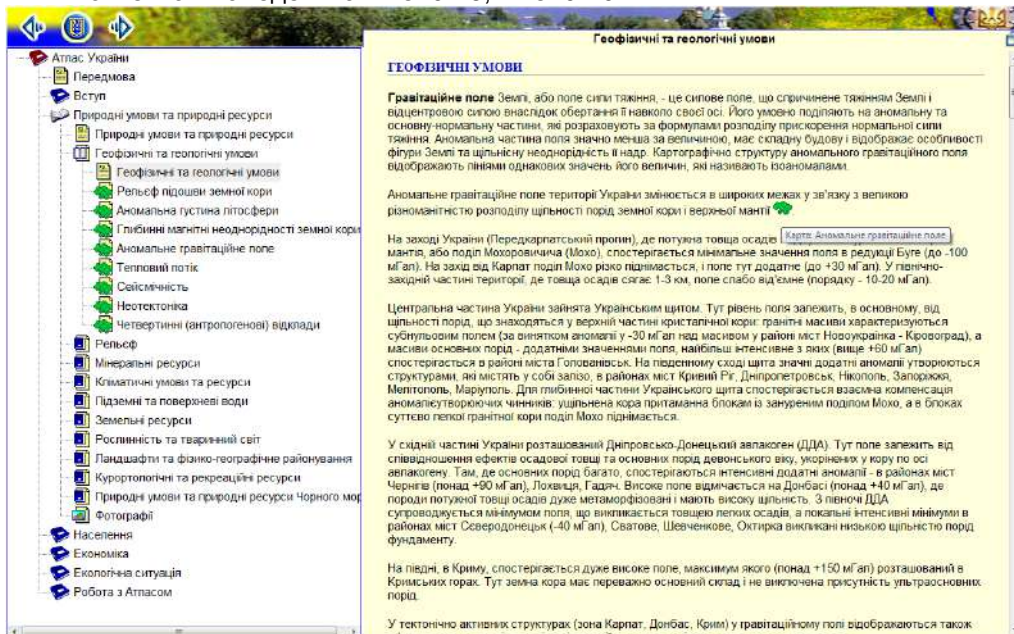 Геофізичні та геологічні умови
Атлас України
Передмова
Вступ
Природні умови та природні ресурси
Природні умови та природні ресурси
Геофізичні та геологічні умови
Геофізичні та геологічні умови
Рельєф підошви земної кори
Аномальна густина літосфери
Глибинні магнітні неоднорідності земної кори
Аномальне гравітаційне поле
Тепловий потік
Сейсмічність
Неотектоніка
Четвертинні (антропогенові) відклади
Рельєф
Мінеральні ресурси
Кліматичні умови та ресурси
Підземні та поверхневі води
Земельні ресурси
Рослинність та тваринний світ
Ландшафти та фізико-географічне районування
Курортологічні та рекреаційні ресурси
Природні умови та природні ресурси Чорного мор
Фотографії
Населення
Економіка
Екологічна ситуація
Робота з Атласом
ГЕОФІЗИЧНІ УМОВИ
Гравітаційне поле Землі, або поле сили тяжіння, - це силове поле, що спричинене тяжінням Землі і
відцентровою силою внаслідок обертання її навколо своєї осі. Його умовно поділяють на аномальну та
основну-нормальну частини, які розраховують за формулами розподілу прискорення нормальної сили
тяжіння. Аномальна частина поля значно менша за величиною, має складну будову і відображає особливості
фігури Землі та щільнісну неоднорідність її надр. Картографічно структуру аномального гравітаційного поля
відображають лініями однакових значень його величин, які називають ізоаномалами.
Аномальне гравітаційне поле території України змінюється в широких межах у зв'язку з великою
різноманітністю розподілу щільності порід земної кори і верхньої мантії
Карта: Аномальне гравітаційне поле
На заході України (Передкарпатський прогин), де потужна товща осадів
мантія, або поділ Мохоровичича (Мохо), спостерігається мінімальне значення поля в редукції Буге (до -100
мГал). На захід від Карпат поділ Мохо різко піднімається, і поле тут додатне (до +30 мГал). У північно-
західній частині території, де товща осадів сягає 1-3 км, поле слабо від'ємне (порядку - 10-20 мГал).
Центральна частина України зайнята Українським щитом. Тут рівень поля залежить, в основному, від
щільності порід, що знаходяться у верхній частині кристалічної кори: гранітні масиви характеризуються
субнульовим полем (за винятком аномалії у -30 мГал над масивом у районі міст Новоукраїнка - Кіровоград), а
масиви основних порід - додатніми значеннями поля, найбільш інтенсивне з яких (вище +60 мГал)
спостерігається в районі міста Голованівськ. На південному сході щита значні додатні аномалії утворюються
структурами, які містять у собі залізо, в районах міст Кривий Ріг, Дніпропетровськ, Нікополь, Запоріжжя,
Мелітополь, Маріуполь. Для глибинної частини Українського щита спостерігається взаємна компенсація
аномалієутворюючих чинників: ущільнена кора притаманна блокам із зануреним поділом Мохо, а в блоках
суттєво легкої гранітної кори поділ Мохо піднімається.
У східній частині України розташований Дніпровсько-Донецький авлакоген (ДДА). Тут поле залежить від
співвідношення ефектів осадової товщі та основних порід девонського віку, укорінених у кору по осі
авлакогену. Там, де основних порід багато, спостерігаються інтенсивні додатні аномалії - в районах міст
Чернігів (понад +90 мГал), Лохвиця, Гадяч. Високе поле відмічається на Донбасі (понад +40 мГал), де
породи потужної товщі осадів дуже метаморфізовані і мають високу щільність. З півночі ДДА
супроводжується мінімумом поля, що викликається товщею легких осадів, а локальні інтенсивні мінімуми в
районах міст Сєверодонецьк (-40 мГал), Сватове, Шевченкове, Охтирка викликані низькою щільністю порід
фундаменту.
На півдні, в Криму, спостерігається дуже високе поле, максимум якого (понад +150 мГал) розташований в
Кримських горах. Тут земна кора має переважно основний склад і не виключена присутність ультраосновних
порід.
У тектонічно активних структурах (зона Карпат, Донбас, Крим) у гравітаційному полі відображаються також